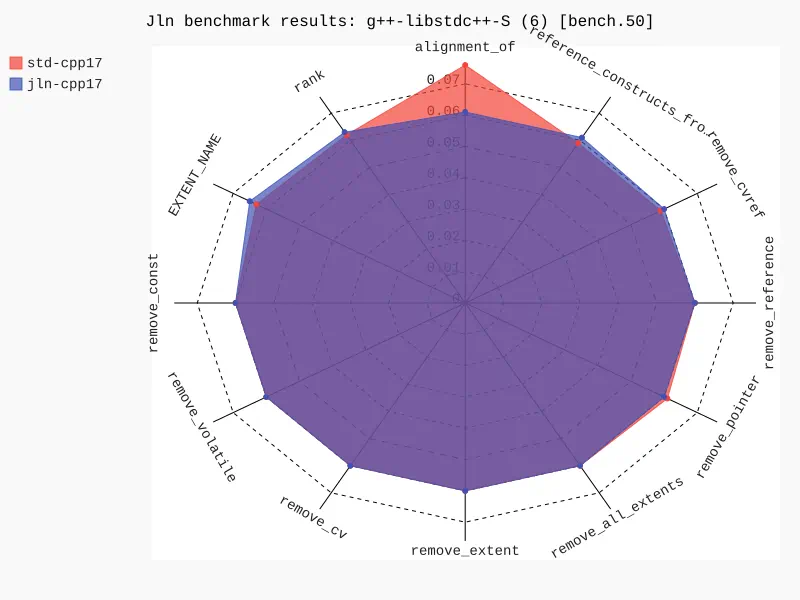 Jln benchmark results: g++-libstdc++-S (6) [bench.50]
std-cpp17
jln-cpp17
alignment_of
reference_constructs_fro…
remove_cvref
remove_reference
remove_pointer
remove_all_extents
remove_extent
remove_cv
remove_volatile
remove_const
EXTENT_NAME
rank
0.07
0.06
0.05
0.04
0.03
0.02
0.01
0